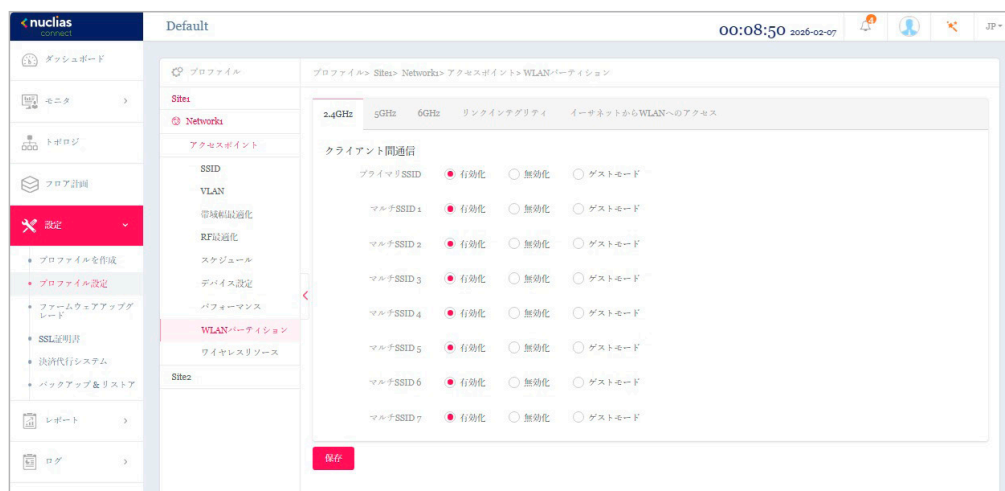 nuclias
connect
Default
00:08:50 2026-02-07
4
JP
ダッシュボード
モニタ
トポロジ
フロア計画
設定
プロファイルを作成
プロファイル設定
ファームウェアアップグ
レード
SSL証明書
決済代行システム
バックアップ&リストア
レポート
ログ
プロファイル
Site1
Network1
アクセスポイント
SSID
VLAN
帯域幅最適化
RF最適化
スケジュール
デバイス設定
パフォーマンス
WLANパーティション
ワイヤレスリソース
Site2
プロファイル> Site1> Network1> アクセスポイント> WLANパーティション
2.4GHz 5GHz 6GHz リンクインテグリティ イーサネットからWLANへのアクセス
クライアント間通信
プライマリSSID 有効化 無効化 ゲストモード
マルチSSID 1 有効化 無効化 ゲストモード
マルチSSID 2 有効化 無効化 ゲストモード
マルチSSID 3 有効化 無効化 ゲストモード
マルチSSID 4 有効化 無効化 ゲストモード
マルチSSID 5 有効化 無効化 ゲストモード
マルチSSID 6 有効化 無効化 ゲストモード
マルチSSID 7 有効化 無効化 ゲストモード
保存